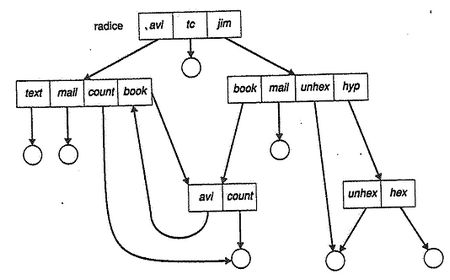 radice avi tc jim
text mail count book book mail unhex hyp
avi count unhex hex